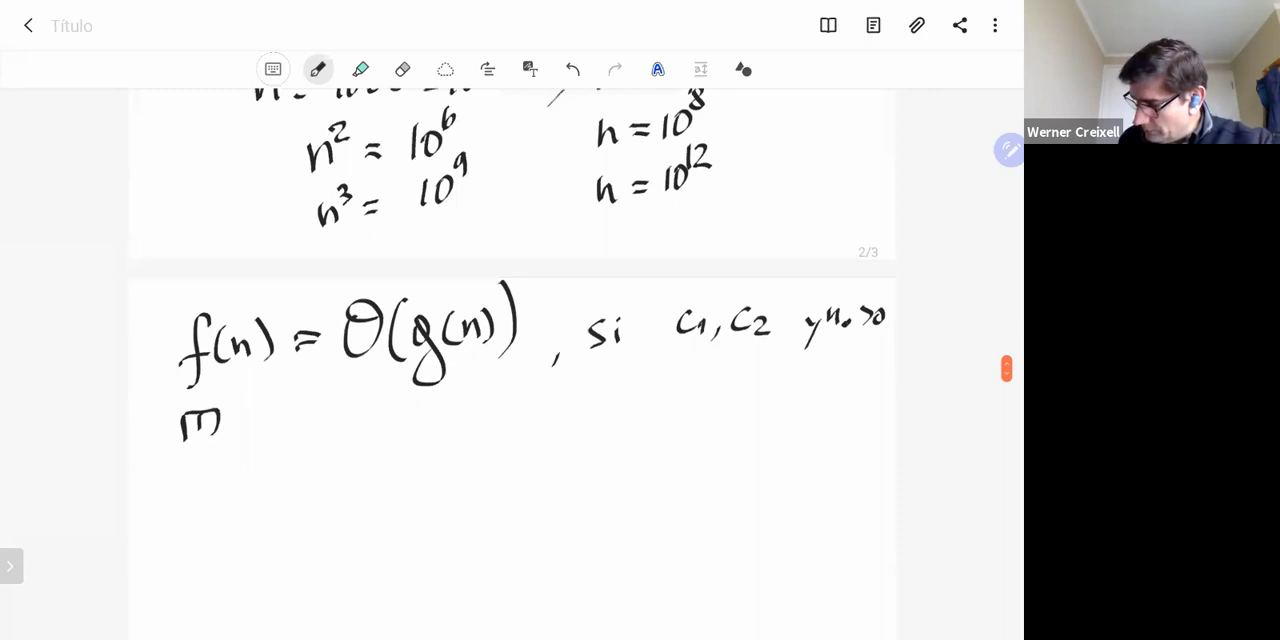 Título
Werner Creixell
n² = 10⁶
h = 10⁸
n³ = 10⁹
h = 10¹²
2/3
f(n) = O(g(n)), si C₁, C₂ y n₀ >0